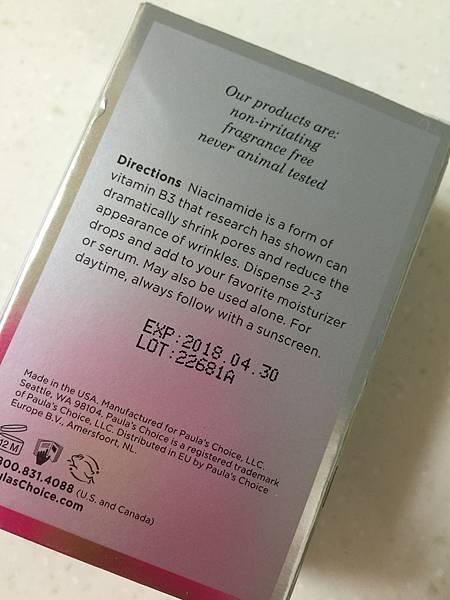 Our products are:
non-irritating
fragrance free
never animal tested
Directions Niacinamide is a form of
vitamin B3 that research has shown can
dramatically shrink pores and reduce the
appearance of wrinkles. Dispense 2-3
drops and add to your favorite moisturizer
or serum. May also be used alone. For
daytime, always follow with a sunscreen.
EXP:2018.04.30
LOT:22681A
Made in the USA. Manufactured for Paula's Choice, LLC.
Seattle, WA 98104. Paula's Choice is a registered trademark
of Paula's Choice, LLC. Distributed in EU by Paula's Choice
Europe B.V., Amersfoort, NL.
12M
800.831.4088 (U.S. and Canada)
ulasChoice.com